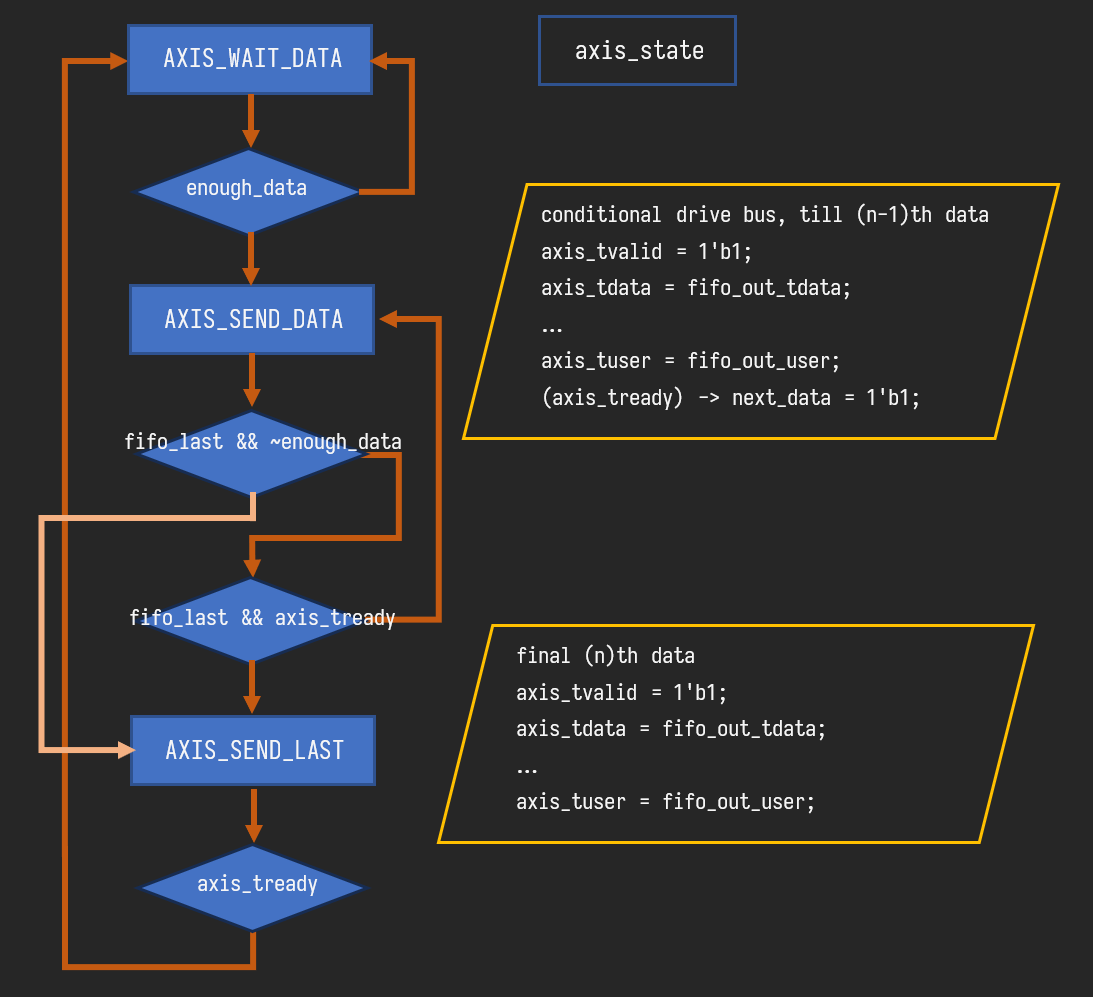 AXIS_WAIT_DATA
axis_state
enough_data
conditional drive bus, till (n-1)th data
axis_tvalid = 1'b1;
axis_tdata = fifo_out_tdata;
...
axis_tuser = fifo_out_user;
(axis_tready) -> next_data = 1'b1;
AXIS_SEND_DATA
fifo_last && ~enough_data
fifo_last && axis_tready
final (n)th data
axis_tvalid = 1'b1;
axis_tdata = fifo_out_tdata;
...
axis_tuser = fifo_out_user;
AXIS_SEND_LAST
axis_tready